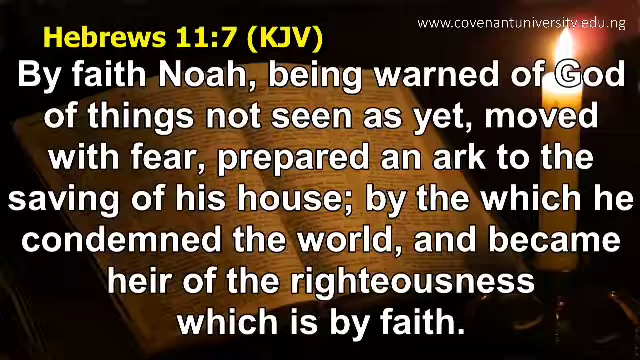 www.covenantuniversity.edu.ng
Hebrews 11:7 (KJV)
By faith Noah, being warned of God
of things not seen as yet, moved
with fear, prepared an ark to the
saving of his house; by the which he
condemned the world, and became
heir of the righteousness
which is by faith.